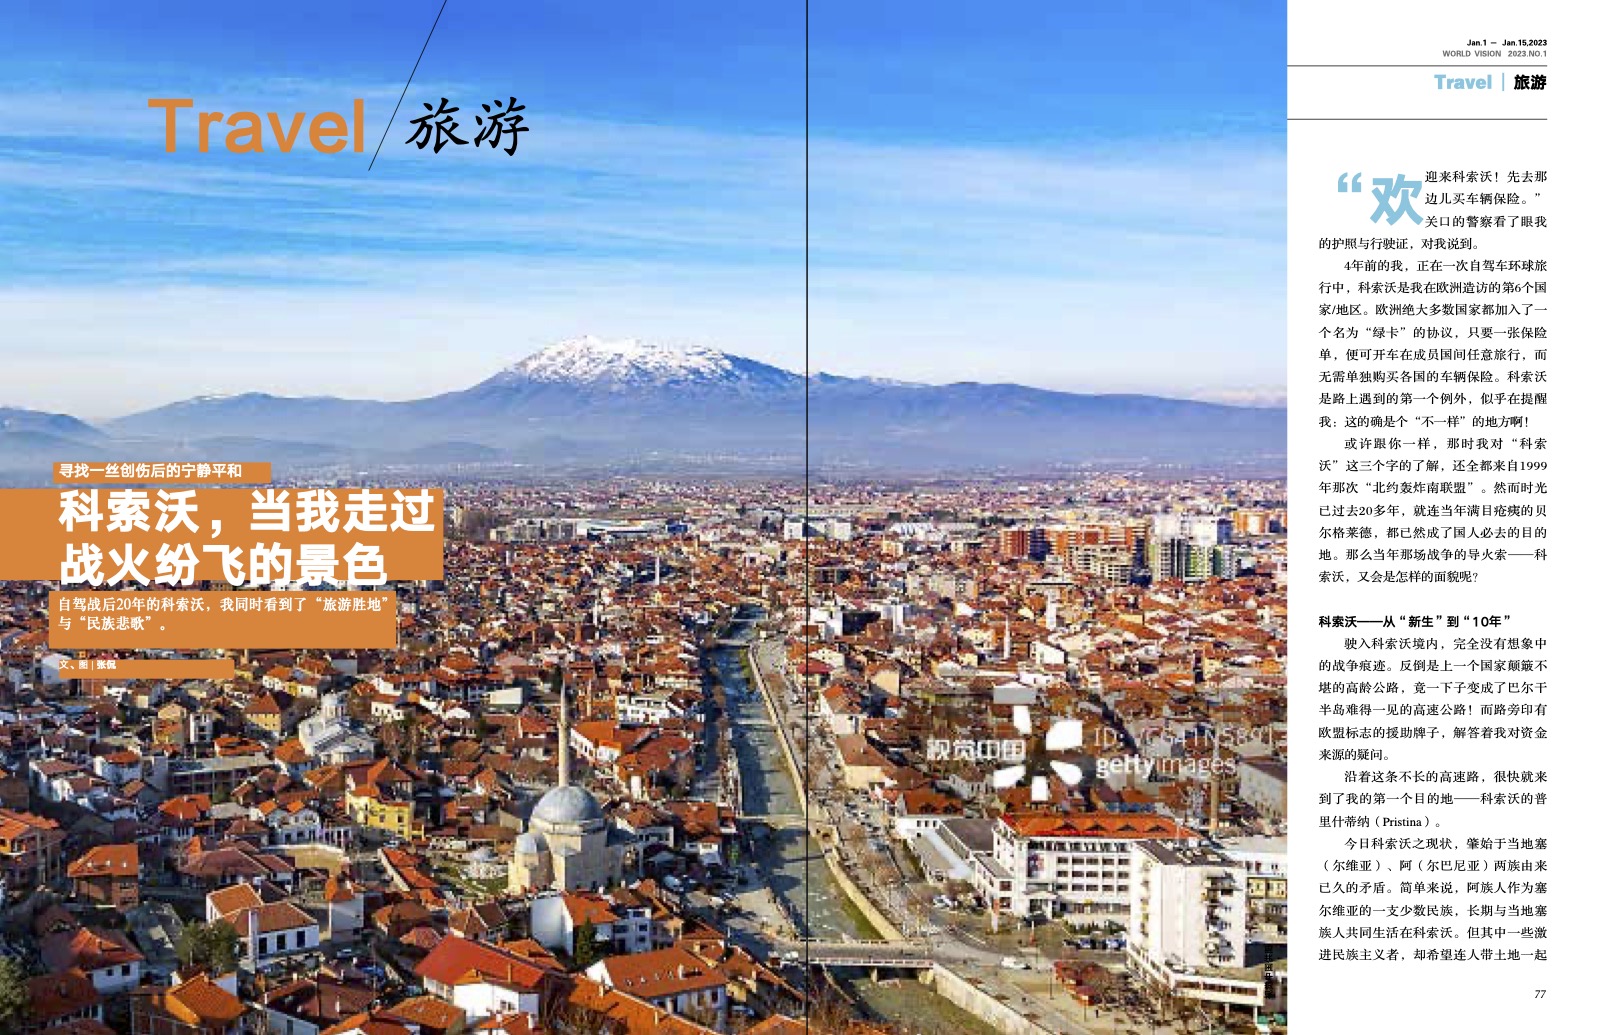 Travel 旅游
寻找一丝创伤后的宁静平和
科索沃，当我走过
战火纷飞的景色
自驾战后20年的科索沃，我同时看到了“旅游胜地”
与“民族悲歌”。
文、图 | 张侃
视觉中国
gettyimages
Jan.1 － Jan.15,2023
WORLD VISION 2023.NO.1
Travel | 旅游
“欢迎来科索沃！先去那
边儿买车辆保险。”
关口的警察看了眼我
的护照与行驶证，对我说到。
4年前的我，正在一次自驾车环球旅
行中，科索沃是我在欧洲造访的第6个国
家/地区。欧洲绝大多数国家都加入了一
个名为“绿卡”的协议，只要一张保险
单，便可开车在成员国间任意旅行，而
无需单独购买各国的车辆保险。科索沃
是路上遇到的第一个例外，似乎在提醒
我：这的确是个“不一样”的地方啊！
或许跟你一样，那时我对“科索
沃”这三个字的了解，还全都来自1999
年那次“北约轰炸南联盟”。然而时光
已过去20多年，就连当年满目疮痍的贝
尔格莱德，都已然成了国人必去的目的
地。那么当年那场战争的导火索——科
索沃，又会是怎样的面貌呢？
科索沃——从“新生”到“10年”
驶入科索沃境内，完全没有想象中
的战争痕迹。反倒是上一个国家颠簸不
堪的高龄公路，竟一下子变成了巴尔干
半岛难得一见的高速公路！而路旁印有
欧盟标志的援助牌子，解答着我对资金
来源的疑问。
沿着这条不长的高速路，很快就来
到了我的第一个目的地——科索沃的普
里什蒂纳（Pristina）。
今日科索沃之现状，肇始于当地塞
（尔维亚）、阿（尔巴尼亚）两族由来
已久的矛盾。简单来说，阿族人作为塞
尔维亚的一支少数民族，长期与当地塞
族人共同生活在科索沃。但其中一些激
进民族主义者，却希望连人带土地一起
77